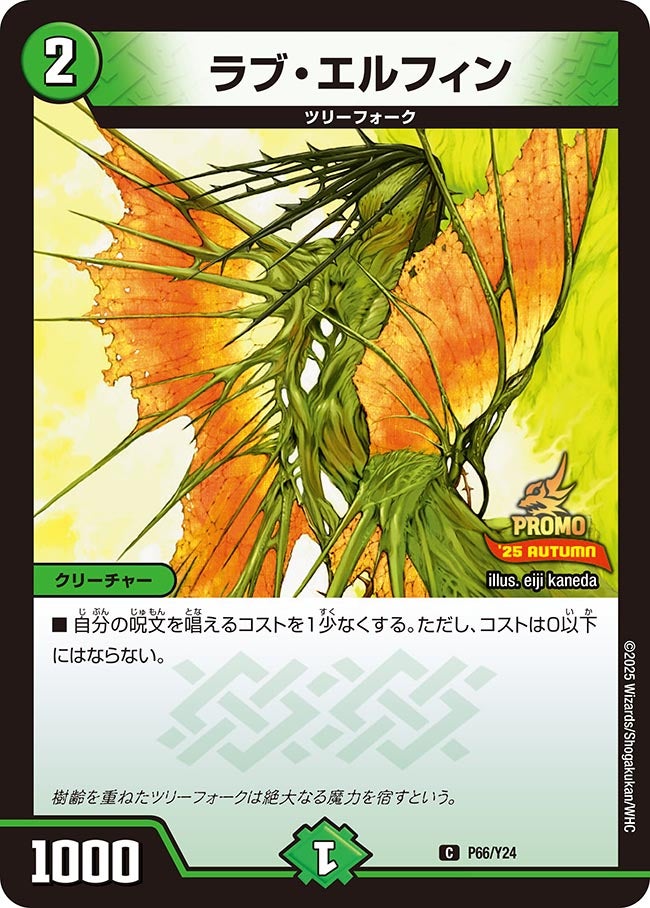 2
ラブ・エルフィン
ツリーフォーク
PROMO
'25 AUTUMN
illus. eiji kaneda
クリーチャー
■ 自分の呪文を唱えるコストを1少なくする。ただし、コストは0以下
にはならない。
樹齢を重ねたツリーフォークは絶大なる魔力を宿すという。
©2025 Wizards/Shogakukan/WHC
1000
1
C P66/Y24